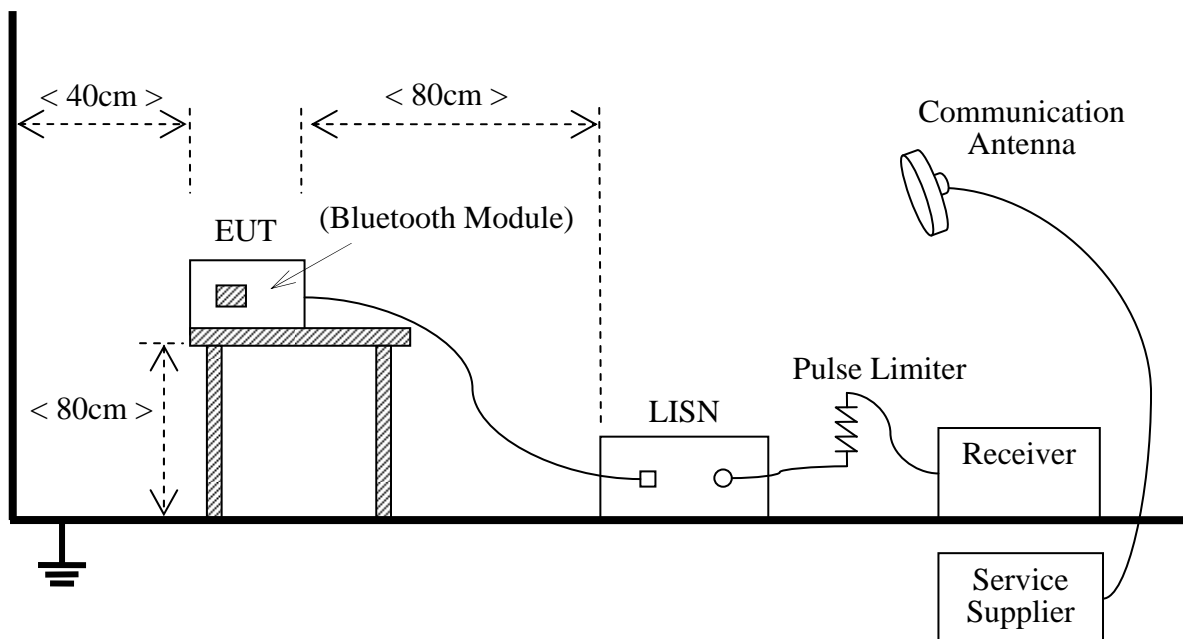 < 40cm >
< 80cm >
Communication
Antenna
EUT
(Bluetooth Module)
< 80cm >
Pulse Limiter
LISN
Receiver
Service
Supplier